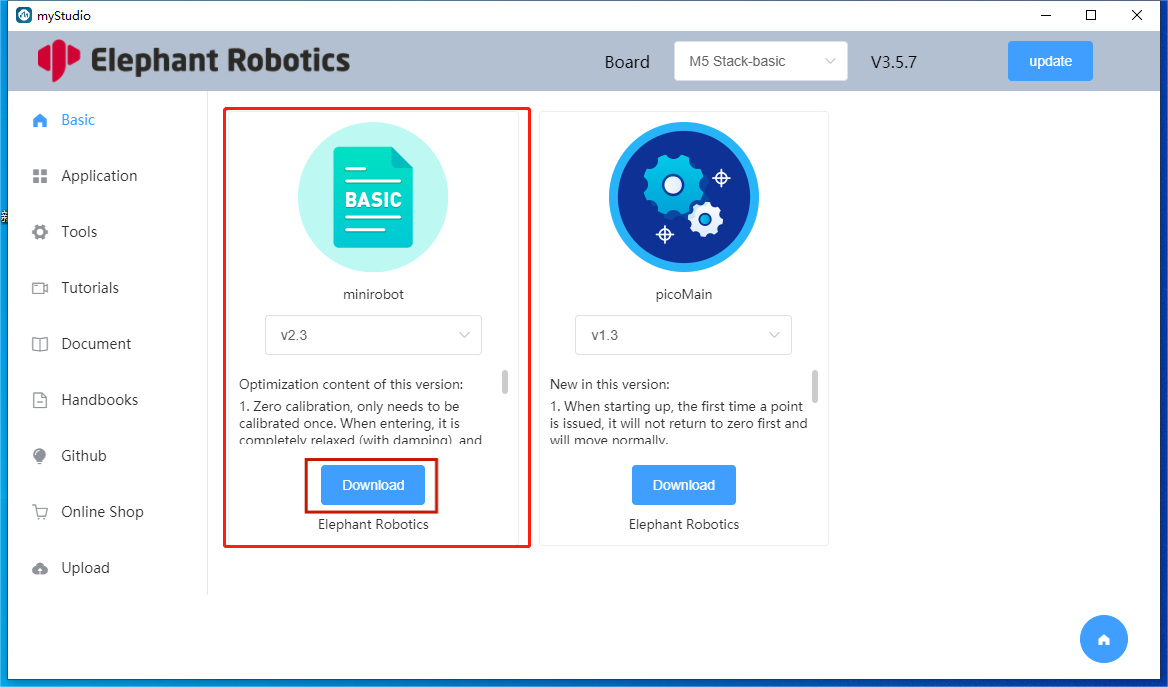 myStudio
Elephant Robotics
Board
M5 Stack-basic
V3.5.7
update
Basic
Application
Tools
Tutorials
Document
Handbooks
Github
Online Shop
Upload
BASIC
minirobot
v2.3
Optimization content of this version:
1. Zero calibration, only needs to be
calibrated once. When entering, it is
completely relaxed (with damping), and
Download
Elephant Robotics
picoMain
v1.3
New in this version:
1. When starting up, the first time a point
is issued, it will not return to zero first and
will move normally.
Download
Elephant Robotics